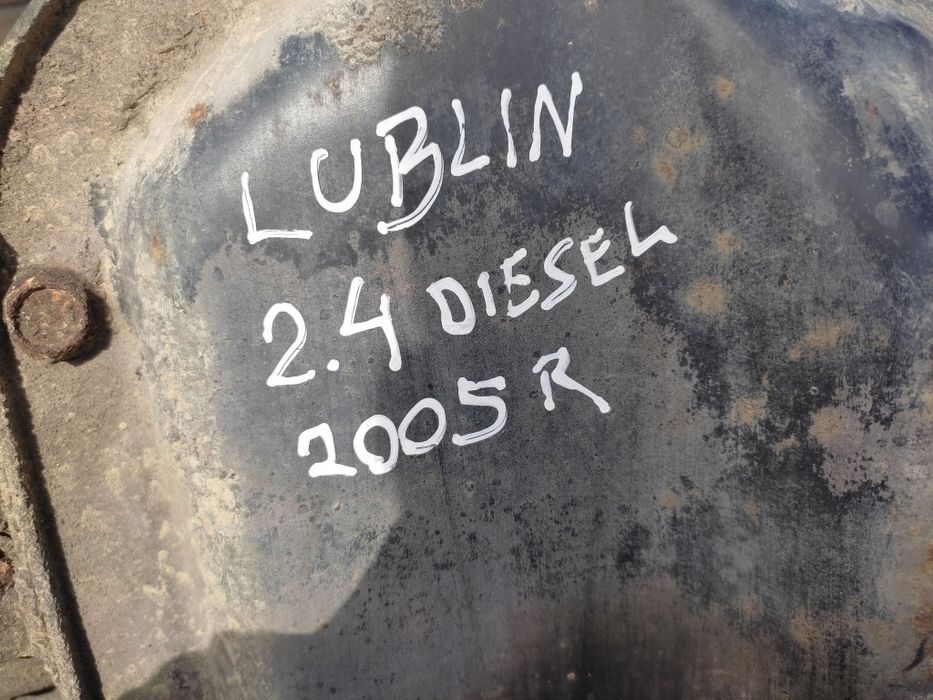 LUBLIN
2.4 DIESEL
2005 R